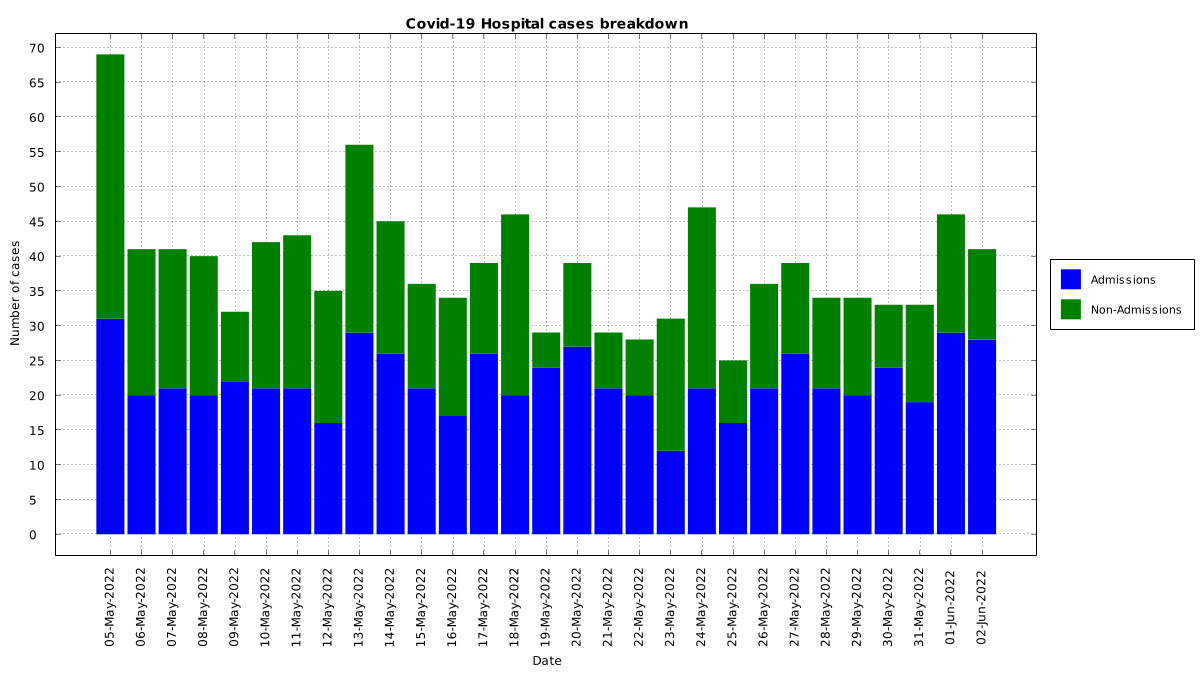 Covid-19 Hospital cases breakdown
70
65
60
55
50
45
40
35
30
25
20
15
10
5
0
Number of cases
05-May-2022
06-May-2022
07-May-2022
08-May-2022
09-May-2022
10-May-2022
11-May-2022
12-May-2022
13-May-2022
14-May-2022
15-May-2022
16-May-2022
17-May-2022
18-May-2022
19-May-2022
20-May-2022
21-May-2022
22-May-2022
23-May-2022
24-May-2022
25-May-2022
26-May-2022
27-May-2022
28-May-2022
29-May-2022
30-May-2022
31-May-2022
01-Jun-2022
02-Jun-2022
Date
Admissions
Non-Admissions